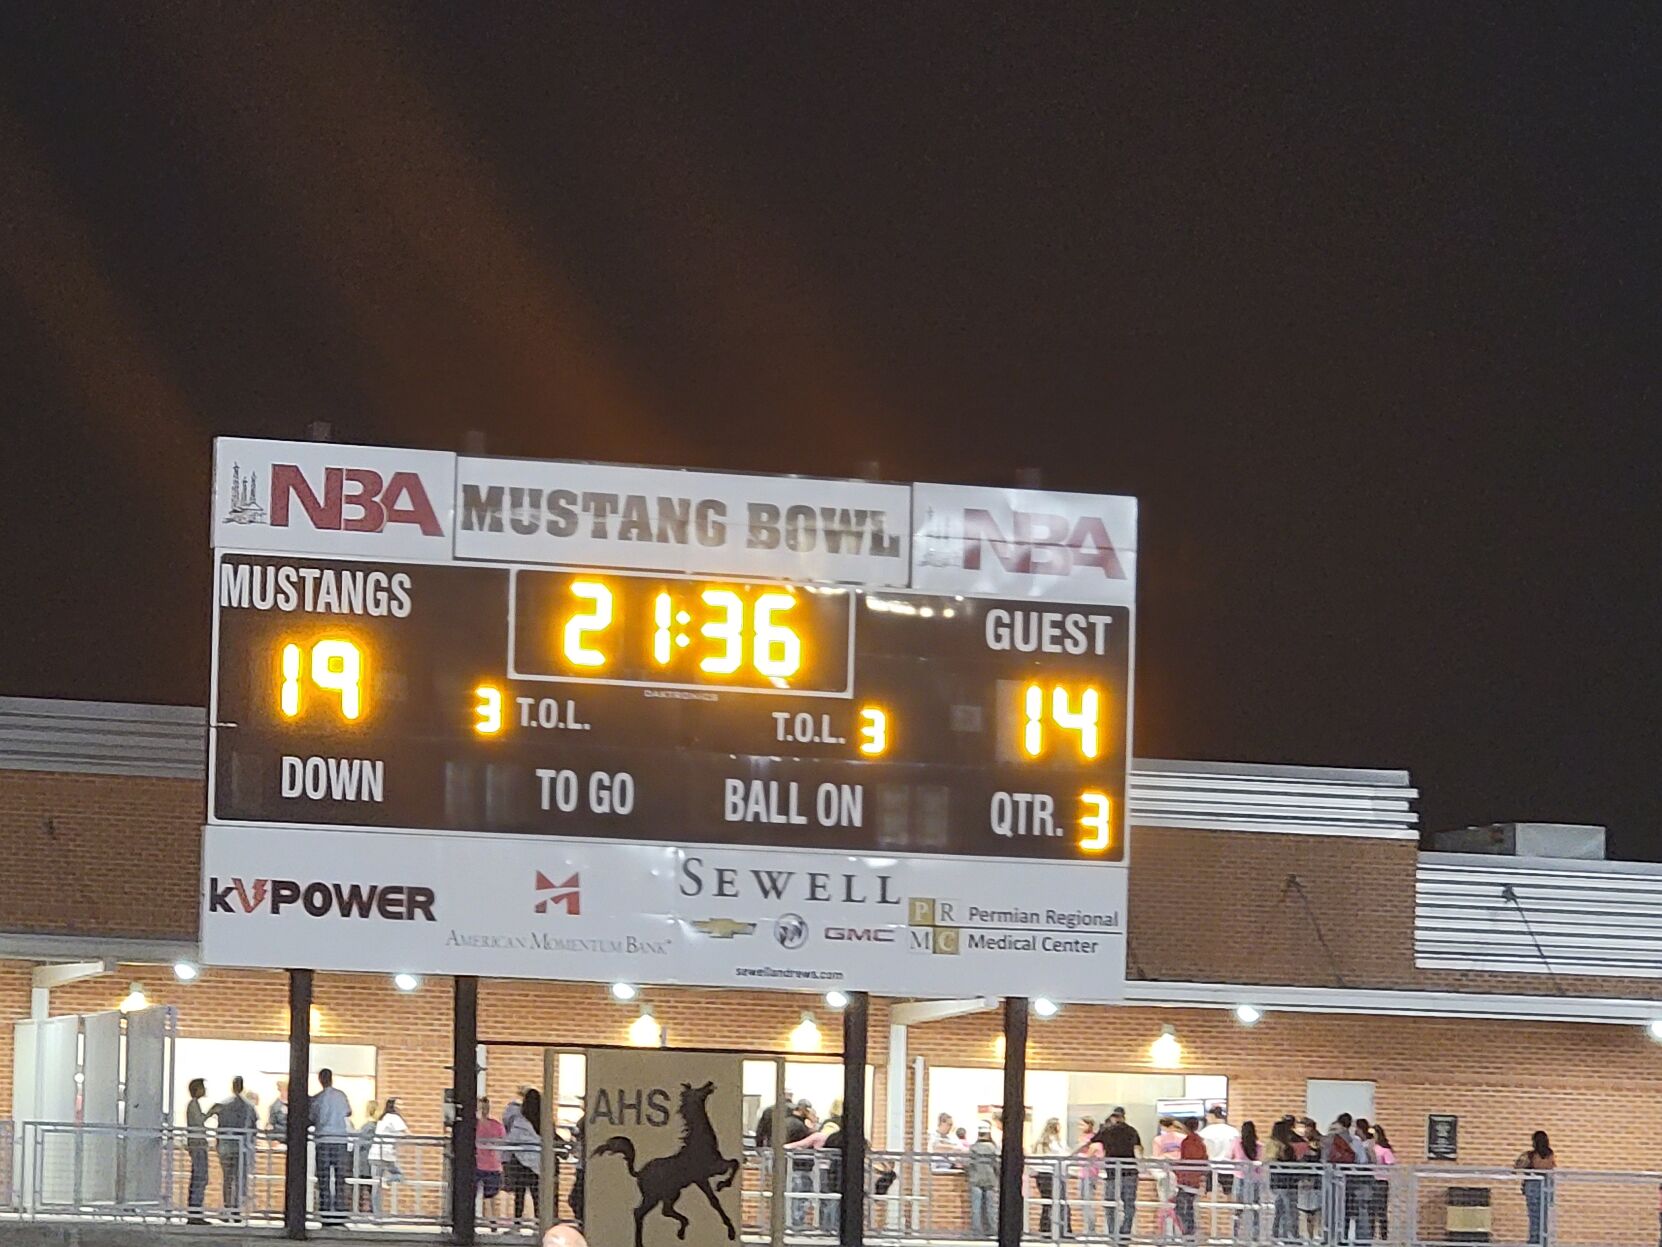 NBA MUSTANG BOWL NBA
MUSTANGS 21:36 GUEST
19 14
DAKTRONICS
3 T.O.L. T.O.L. 3
DOWN TO GO BALL ON QTR. 3
kVPOWER
AMERICAN MOMENTUM BANK
SEWELL
GMC
sewellandrews.com
PR
MC
Permian Regional
Medical Center
AHS